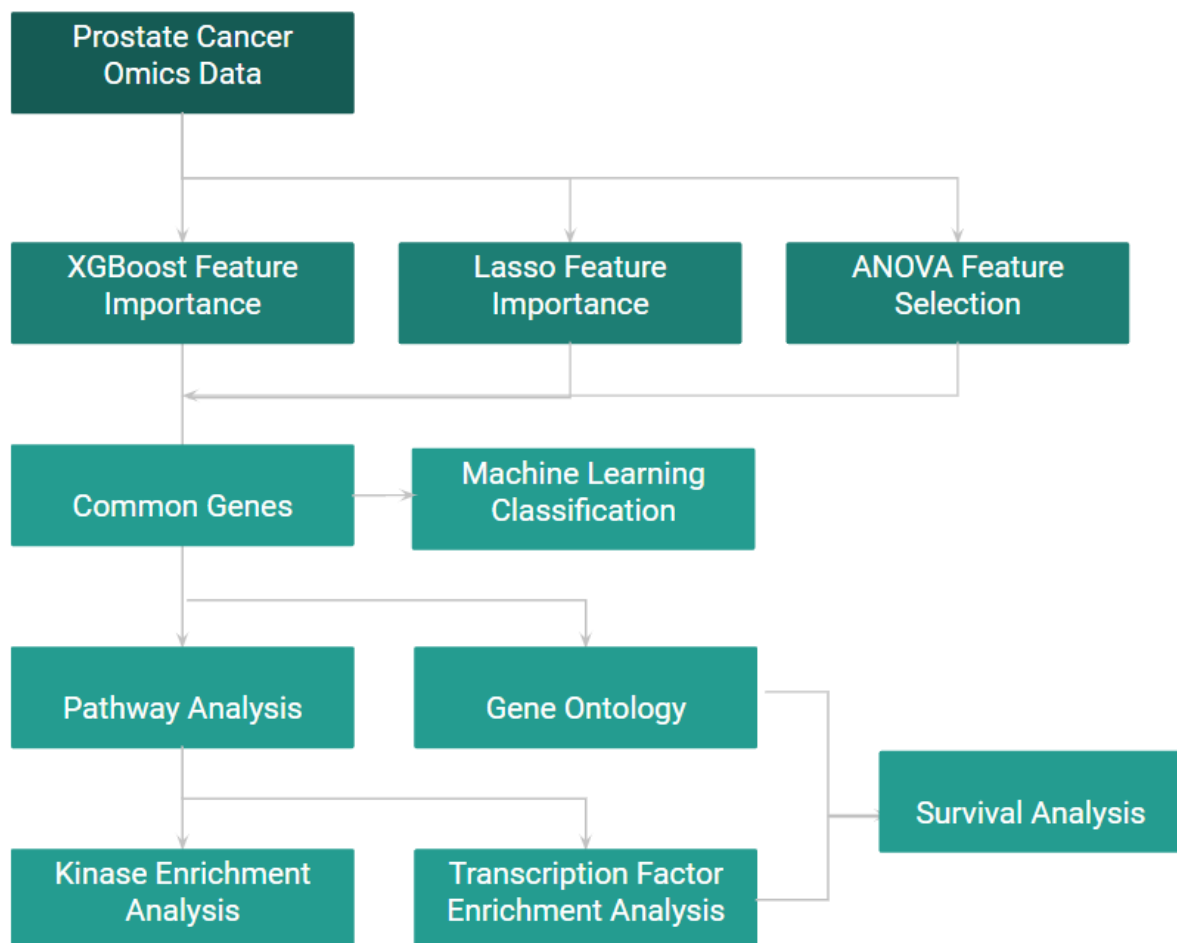 Prostate Cancer
Omics Data
XGBoost Feature
Importance
Lasso Feature
Importance
ANOVA Feature
Selection
Common Genes
Machine Learning
Classification
Pathway Analysis
Gene Ontology
Survival Analysis
Kinase Enrichment
Analysis
Transcription Factor
Enrichment Analysis